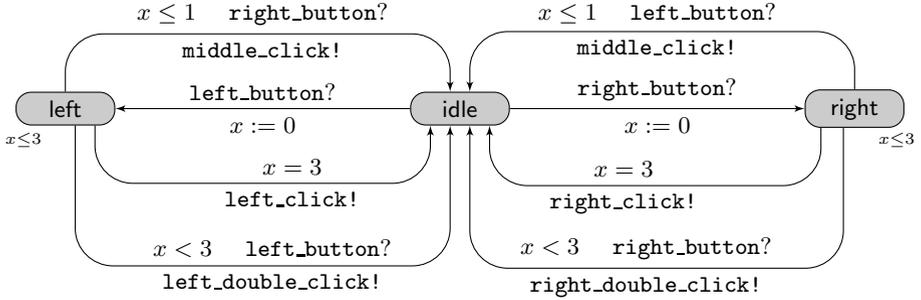 x ≤ 1 right_button?
x ≤ 1 left_button?
middle_click!
middle_click!
left_button?
right_button?
left
idle
right
x := 0
x := 0
x≤3
x≤3
x = 3
x = 3
left_click!
right_click!
x < 3 left_button?
x < 3 right_button?
left_double_click!
right_double_click!